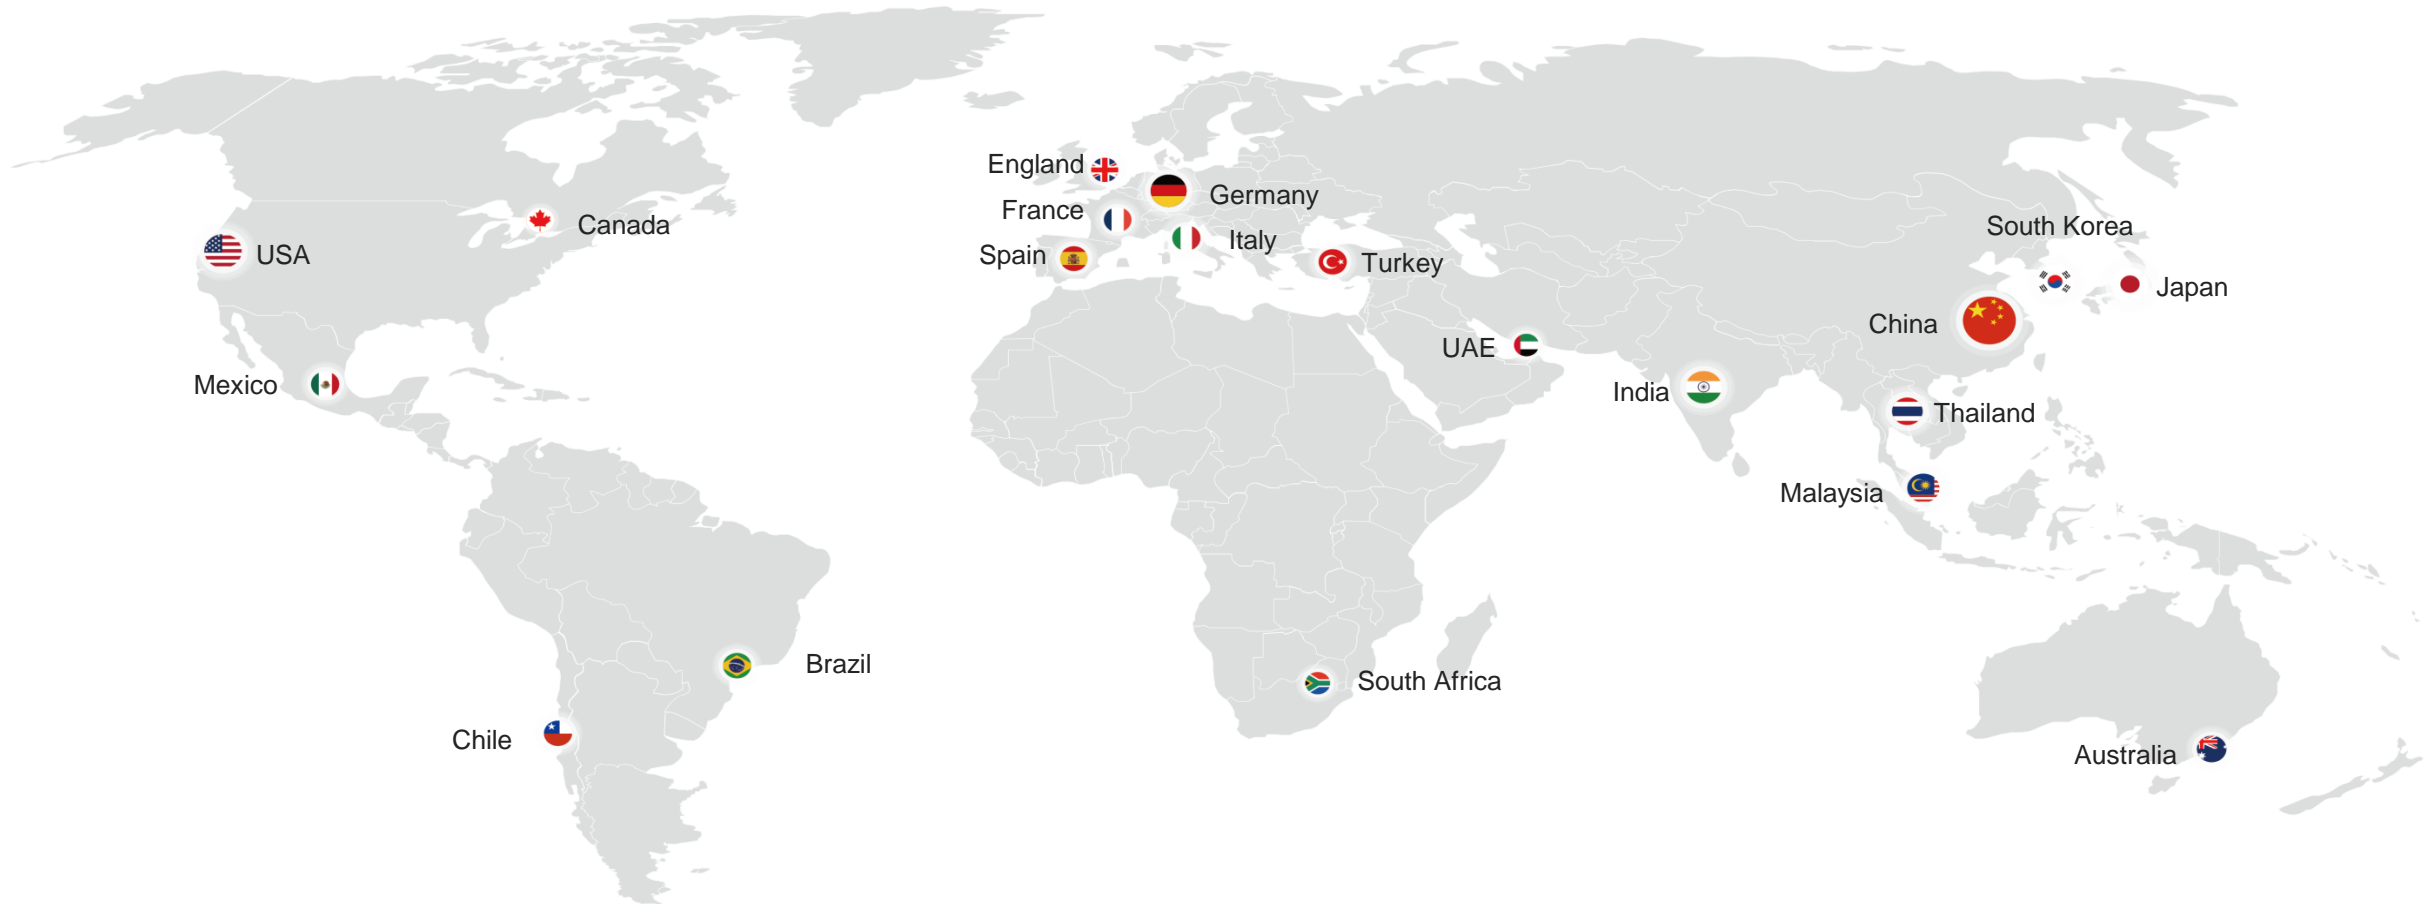 England
Germany
France
Canada
South Korea
USA
Italy
Spain
Turkey
Japan
China
UAE
Mexico
India
Thailand
Malaysia
Brazil
South Africa
Chile
Australia